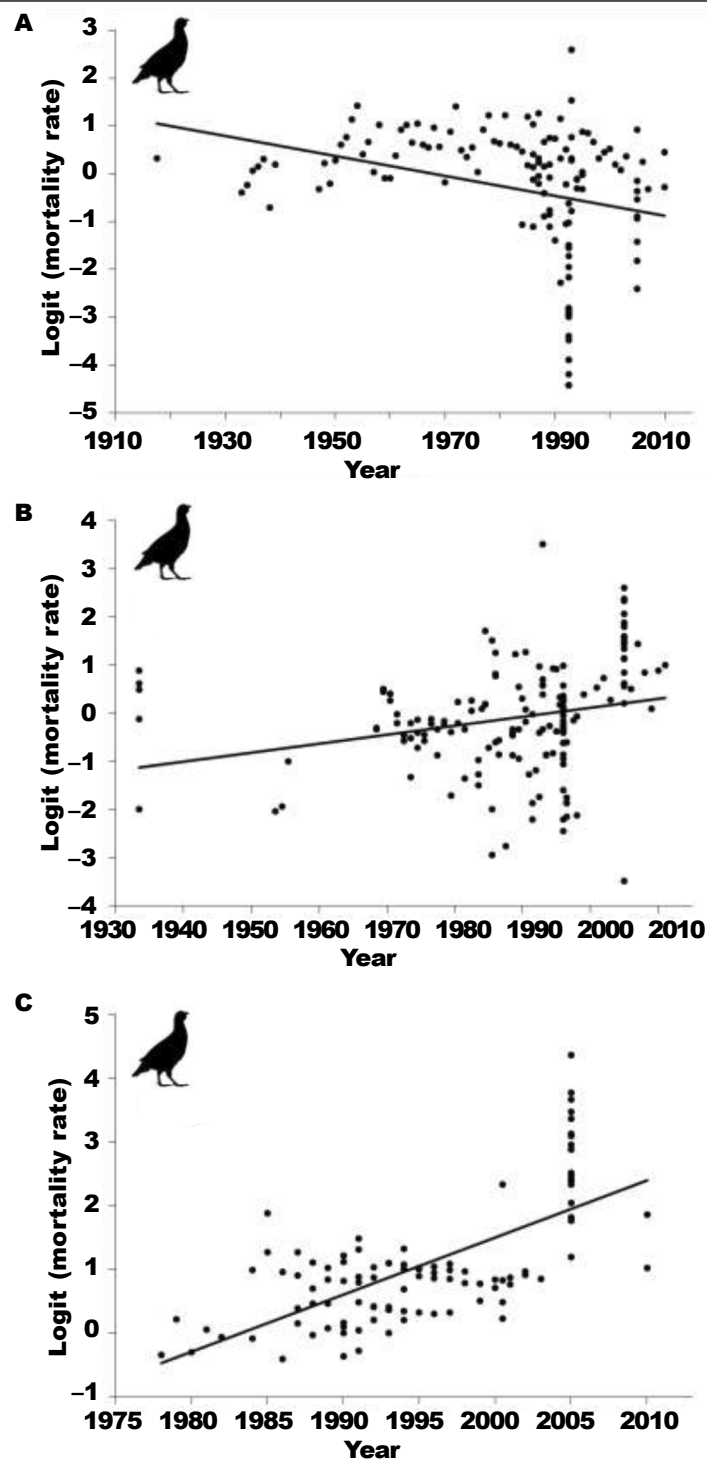 A
3
2
1
0
−1
−2
−3
−4
−5
Logit (mortality rate)
1910 1930 1950 1970 1990 2010
Year
B
4
3
2
1
0
−1
−2
−3
−4
Logit (mortality rate)
1930 1940 1950 1960 1970 1980 1990 2000 2010
Year
C
5
4
3
2
1
0
−1
Logit (mortality rate)
1975 1980 1985 1990 1995 2000 2005 2010
Year